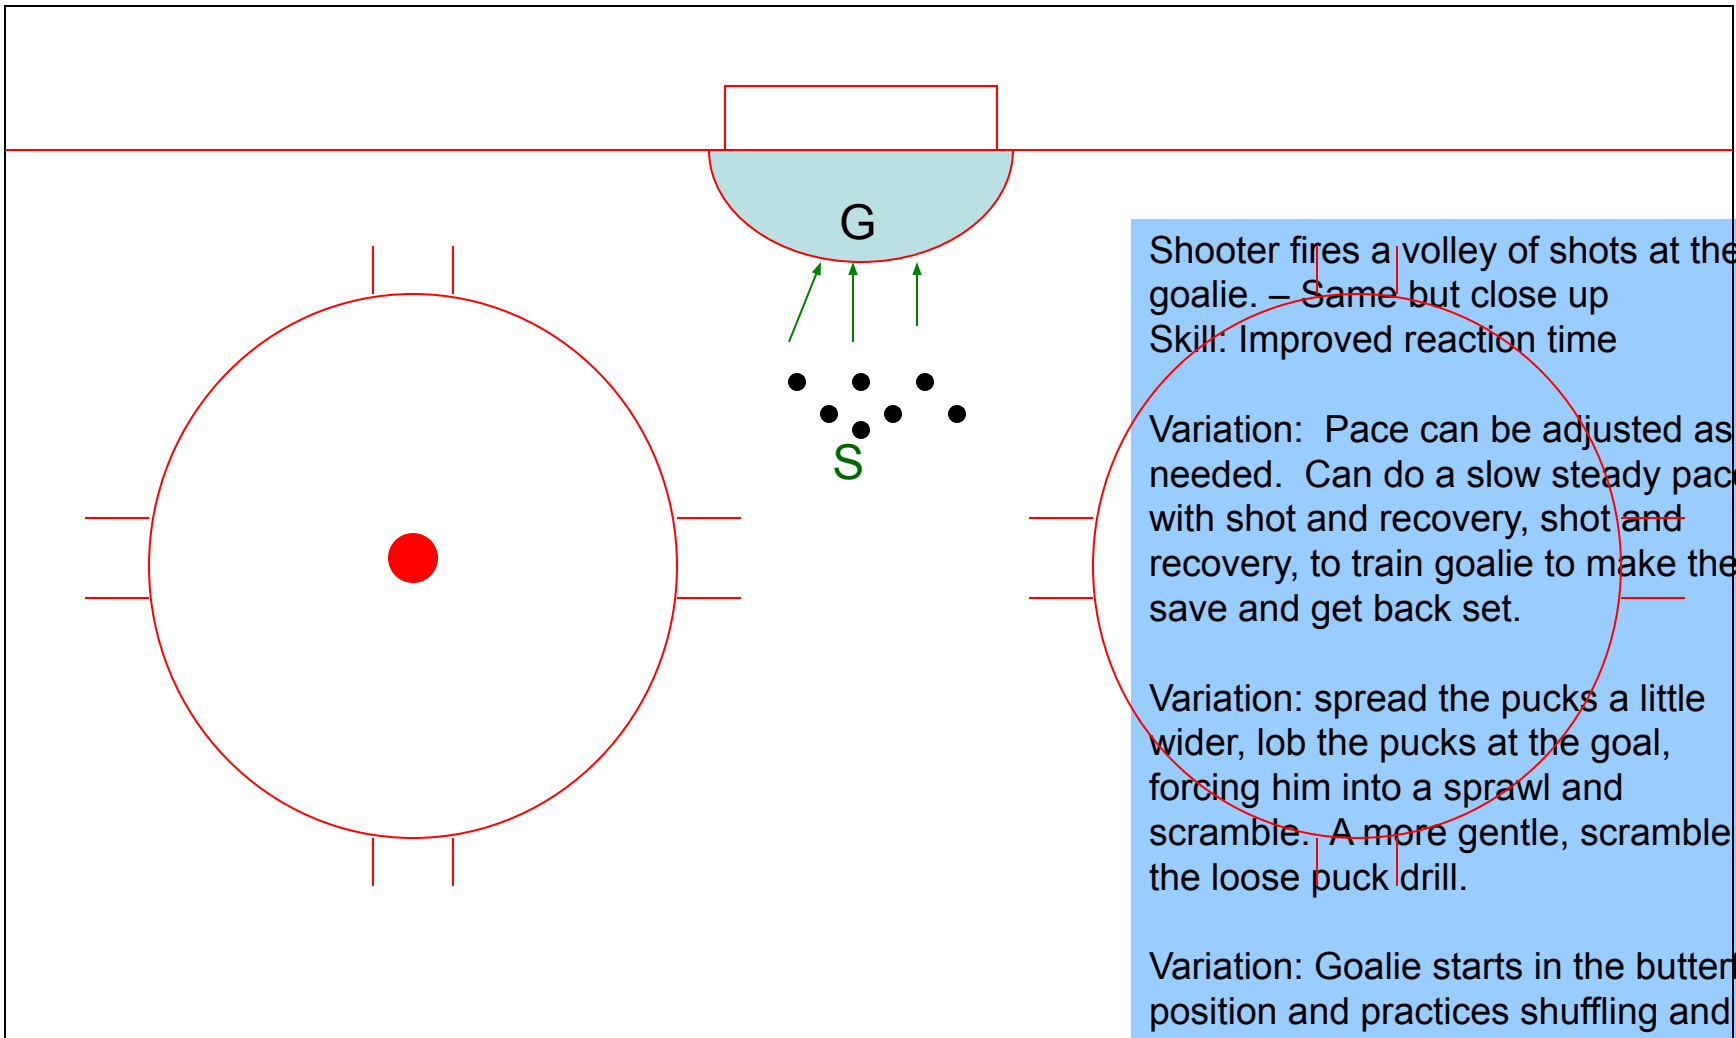 G
S
Shooter fires a volley of shots at the
goalie. – Same but close up
Skill: Improved reaction time
Variation:  Pace can be adjusted as
needed.  Can do a slow steady
with shot and recovery, shot and
recovery, to train goalie to make the
save and get back set.
Variation: spread the pucks a little
wider, lob the pucks at the goal,
forcing him into a sprawl and
scramble.  A more gentle, scramble
the loose puck drill.
Variation: Goalie starts in the
position and practices shuffling and